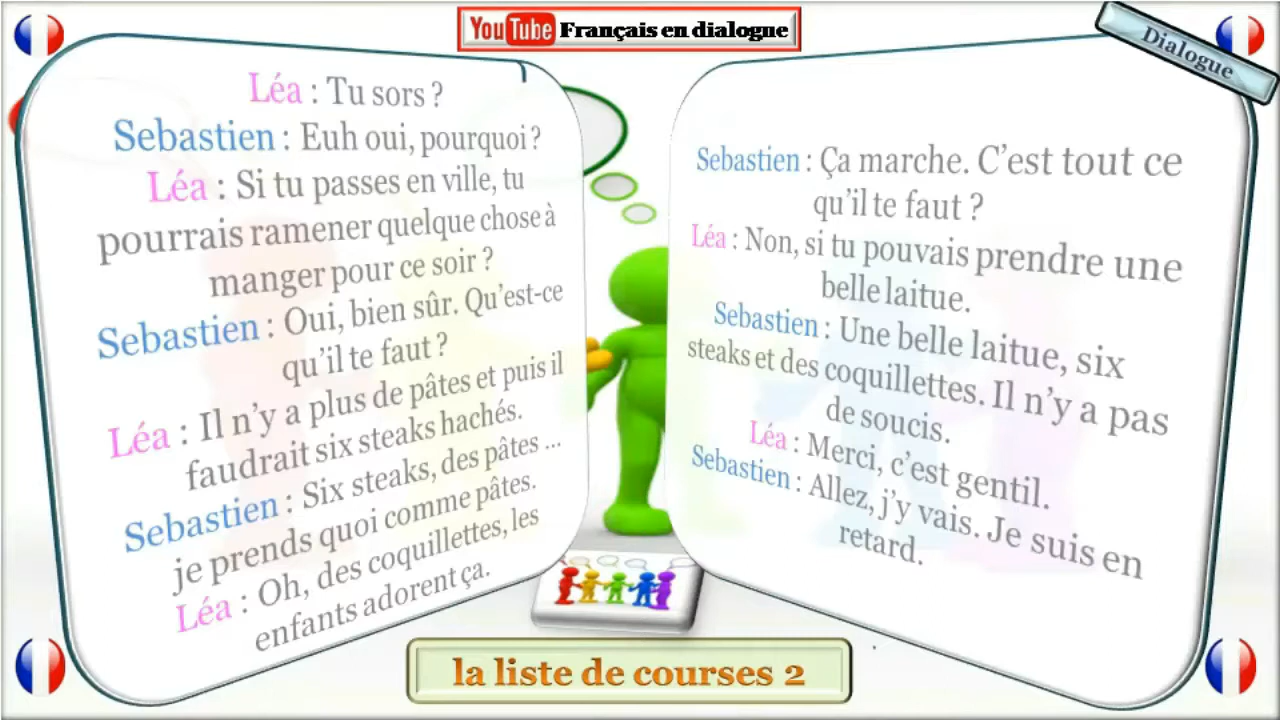 YouTube Français en dialogue
Dialogue
Léa : Tu sors ?
Sebastien : Euh oui, pourquoi ?
Léa : Si tu passes en ville, tu
pourrais ramener quelque chose à
manger pour ce soir ?
Sebastien : Oui, bien sûr. Qu'est-ce
qu'il te faut ?
Léa : Il n'y a plus de pâtes et puis il
faudrait six steaks hachés.
Sebastien : Six steaks, des pâtes ...
je prends quoi comme pâtes.
Léa : Oh, des coquillettes, les
enfants adorent ça.
Sebastien : Ça marche. C'est tout ce
qu'il te faut ?
Léa : Non, si tu pouvais prendre une
belle laitue.
Sebastien : Une belle laitue, six
steaks et des coquillettes. Il n'y a pas
de soucis.
Léa : Merci, c'est gentil.
Sebastien : Allez, j'y vais. Je suis en
retard.
la liste de courses 2